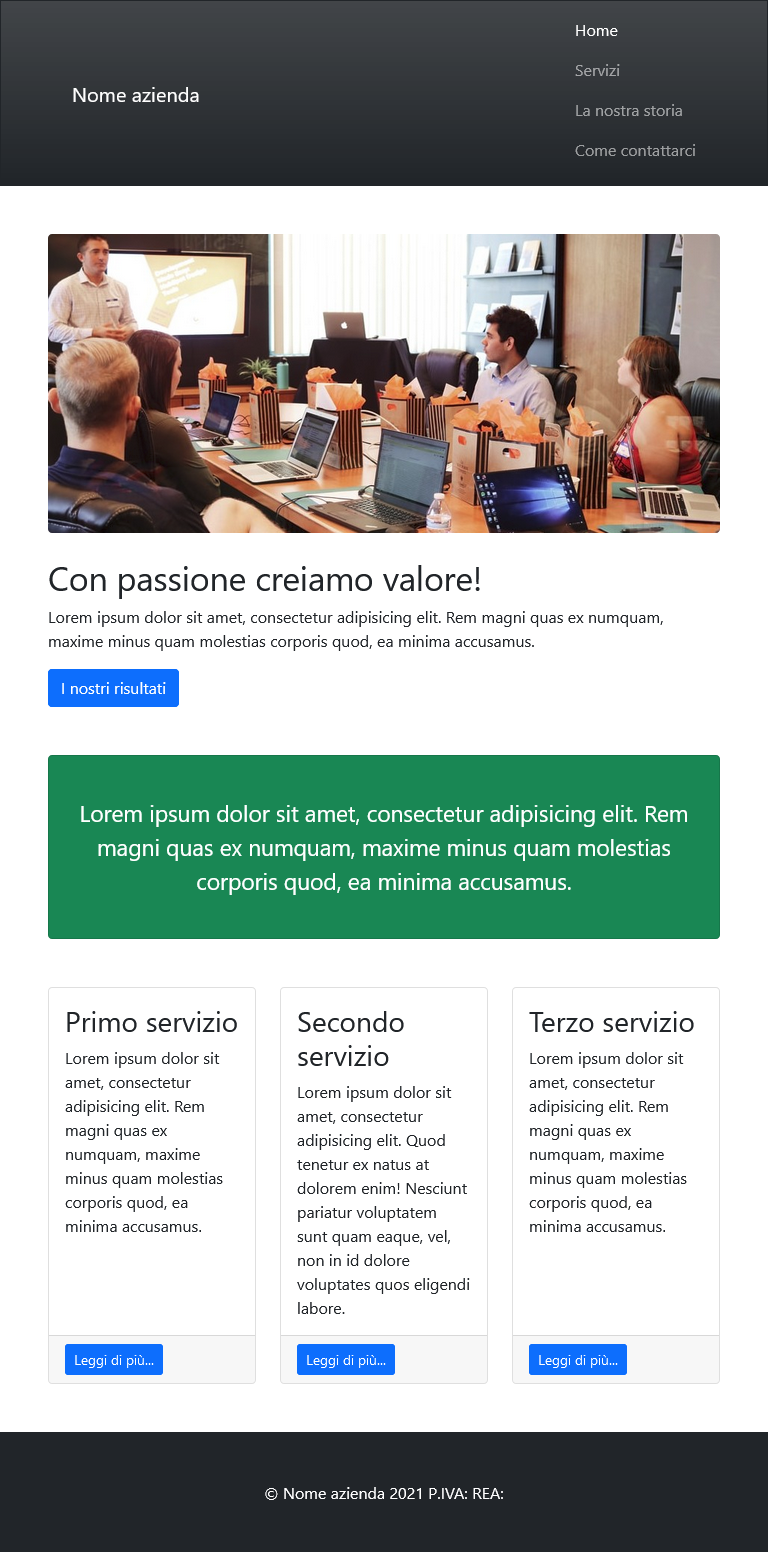 Home
Servizi
Nome azienda
La nostra storia
Come contattarci
Con passione creiamo valore!
Lorem ipsum dolor sit amet, consectetur adipisicing elit. Rem magni quas ex numquam,
maxime minus quam molestias corporis quod, ea minima accusamus.
I nostri risultati
Lorem ipsum dolor sit amet, consectetur adipisicing elit. Rem
magni quas ex numquam, maxime minus quam molestias
corporis quod, ea minima accusamus.
Primo servizio
Lorem ipsum dolor sit
amet, consectetur
adipisicing elit. Rem
magni quas ex
numquam, maxime
minus quam molestias
corporis quod, ea
minima accusamus.
Leggi di più...
Secondo
servizio
Lorem ipsum dolor sit
amet, consectetur
adipisicing elit. Quod
tenetur ex natus at
dolorem enim! Nesciunt
pariatur voluptatem
sunt quam eaque, vel,
non in id dolore
voluptates quos eligendi
labore.
Leggi di più...
Terzo servizio
Lorem ipsum dolor sit
amet, consectetur
adipisicing elit. Rem
magni quas ex
numquam, maxime
minus quam molestias
corporis quod, ea
minima accusamus.
Leggi di più...
© Nome azienda 2021 P.IVA: REA: